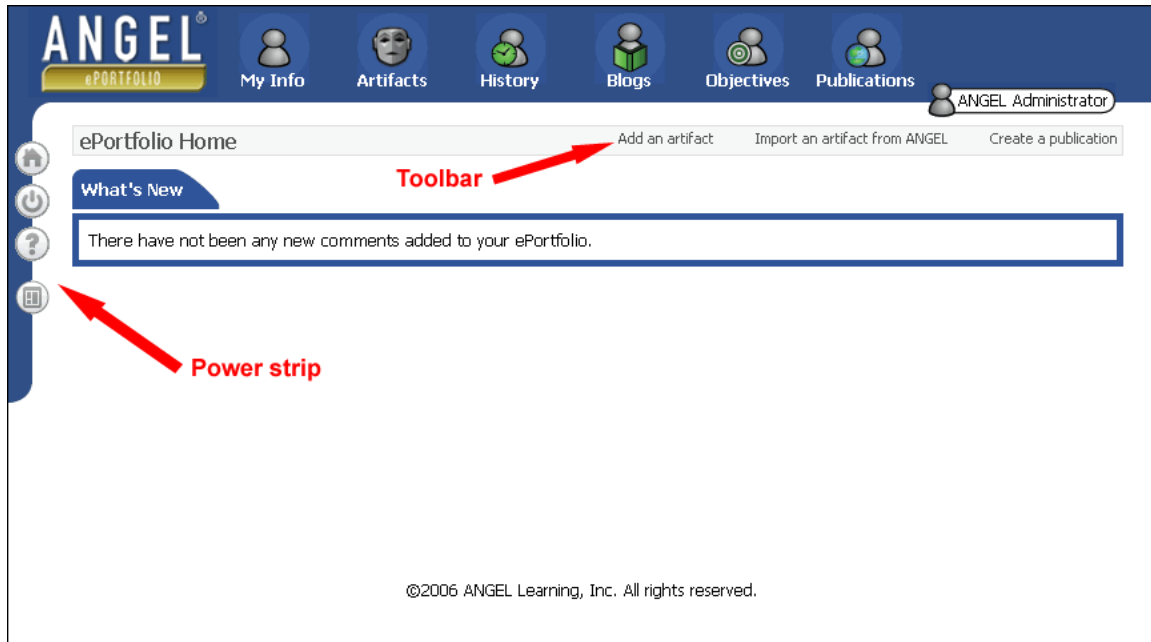 ANGEL®
ePORTFOLIO
My Info
Artifacts
History
Blogs
Objectives
Publications
ANGEL Administrator
ePortfolio Home
Add an artifact
Import an artifact from ANGEL
Create a publication
Toolbar
What's New
There have not been any new comments added to your ePortfolio.
?
Power strip
©2006 ANGEL Learning, Inc. All rights reserved.